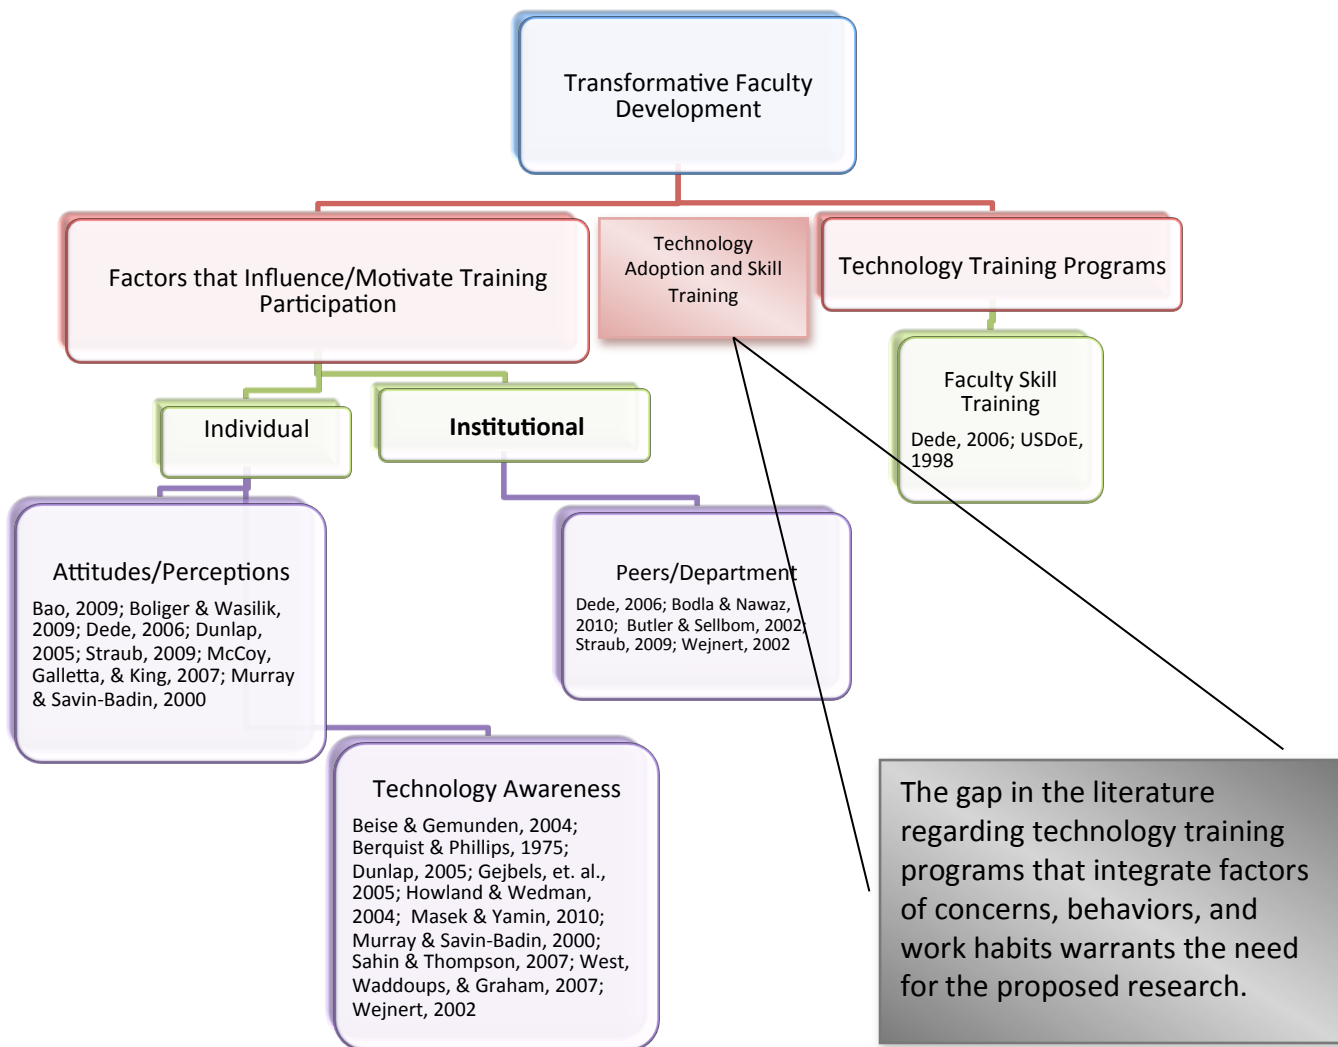 Transformative Faculty
Development
Factors that Influence/Motivate Training
Participation
Technology
Adoption and Skill
Training
Technology Training Programs
Individual
Institutional
Faculty Skill
Training
Dede, 2006; USDoE,
1998
Attitudes/Perceptions
Bao, 2009; Boliger & Wasilik,
2009; Dede, 2006; Dunlap,
2005; Straub, 2009; McCoy,
Galletta, & King, 2007; Murray
& Savin-Badin, 2000
Peers/Department
Dede, 2006; Bodla & Nawaz,
2010; Butler & Sellbom, 2002;
Straub, 2009; Wejnert, 2002
Technology Awareness
Beise & Gemunden, 2004;
Berquist & Phillips, 1975;
Dunlap, 2005; Gejbels, et. al.,
2005; Howland & Wedman,
2004; Masek & Yamin, 2010;
Murray & Savin-Badin, 2000;
Sahin & Thompson, 2007; West,
Waddoups, & Graham, 2007;
Wejnert, 2002
The gap in the literature
regarding technology training
programs that integrate factors
of concerns, behaviors, and
work habits warrants the need
for the proposed research.